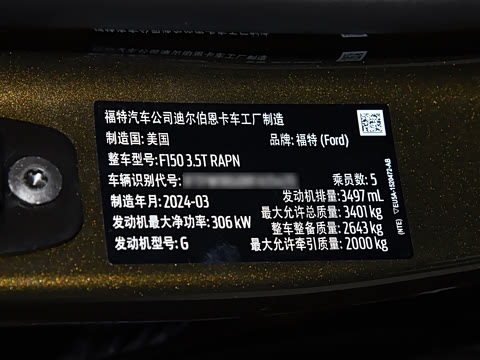 福特汽车公司迪尔伯恩卡车工厂制造
制造国: 美国 品牌: 福特 (Ford)
整车型号: F150 3.5T RAPN
车辆识别代号: 乘员数: 5
制造年月: 2024-03 发动机排量: 3497 mL
发动机最大净功率: 306 kW 最大允许总质量: 3401 kg
整车整备质量: 2643 kg
发动机型号: G 最大允许牵引质量: 2000 kg
(NTE)